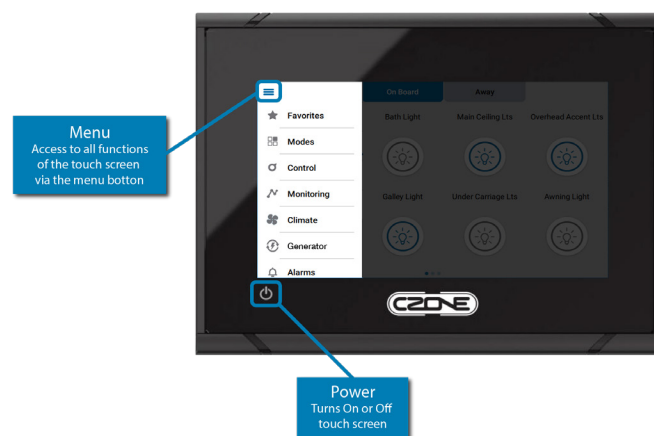 Menu
Access to all functions
of the touch screen
via the menu botton
On Board
Away
Favorites
Modes
Control
Monitoring
Climate
Generator
Alarms
Bath Light
Main Ceiling Lts
Overhead Accent Lts
Galley Light
Under Carriage Lts
Awning Light
CZONE
Power
Turns On or Off
touch screen